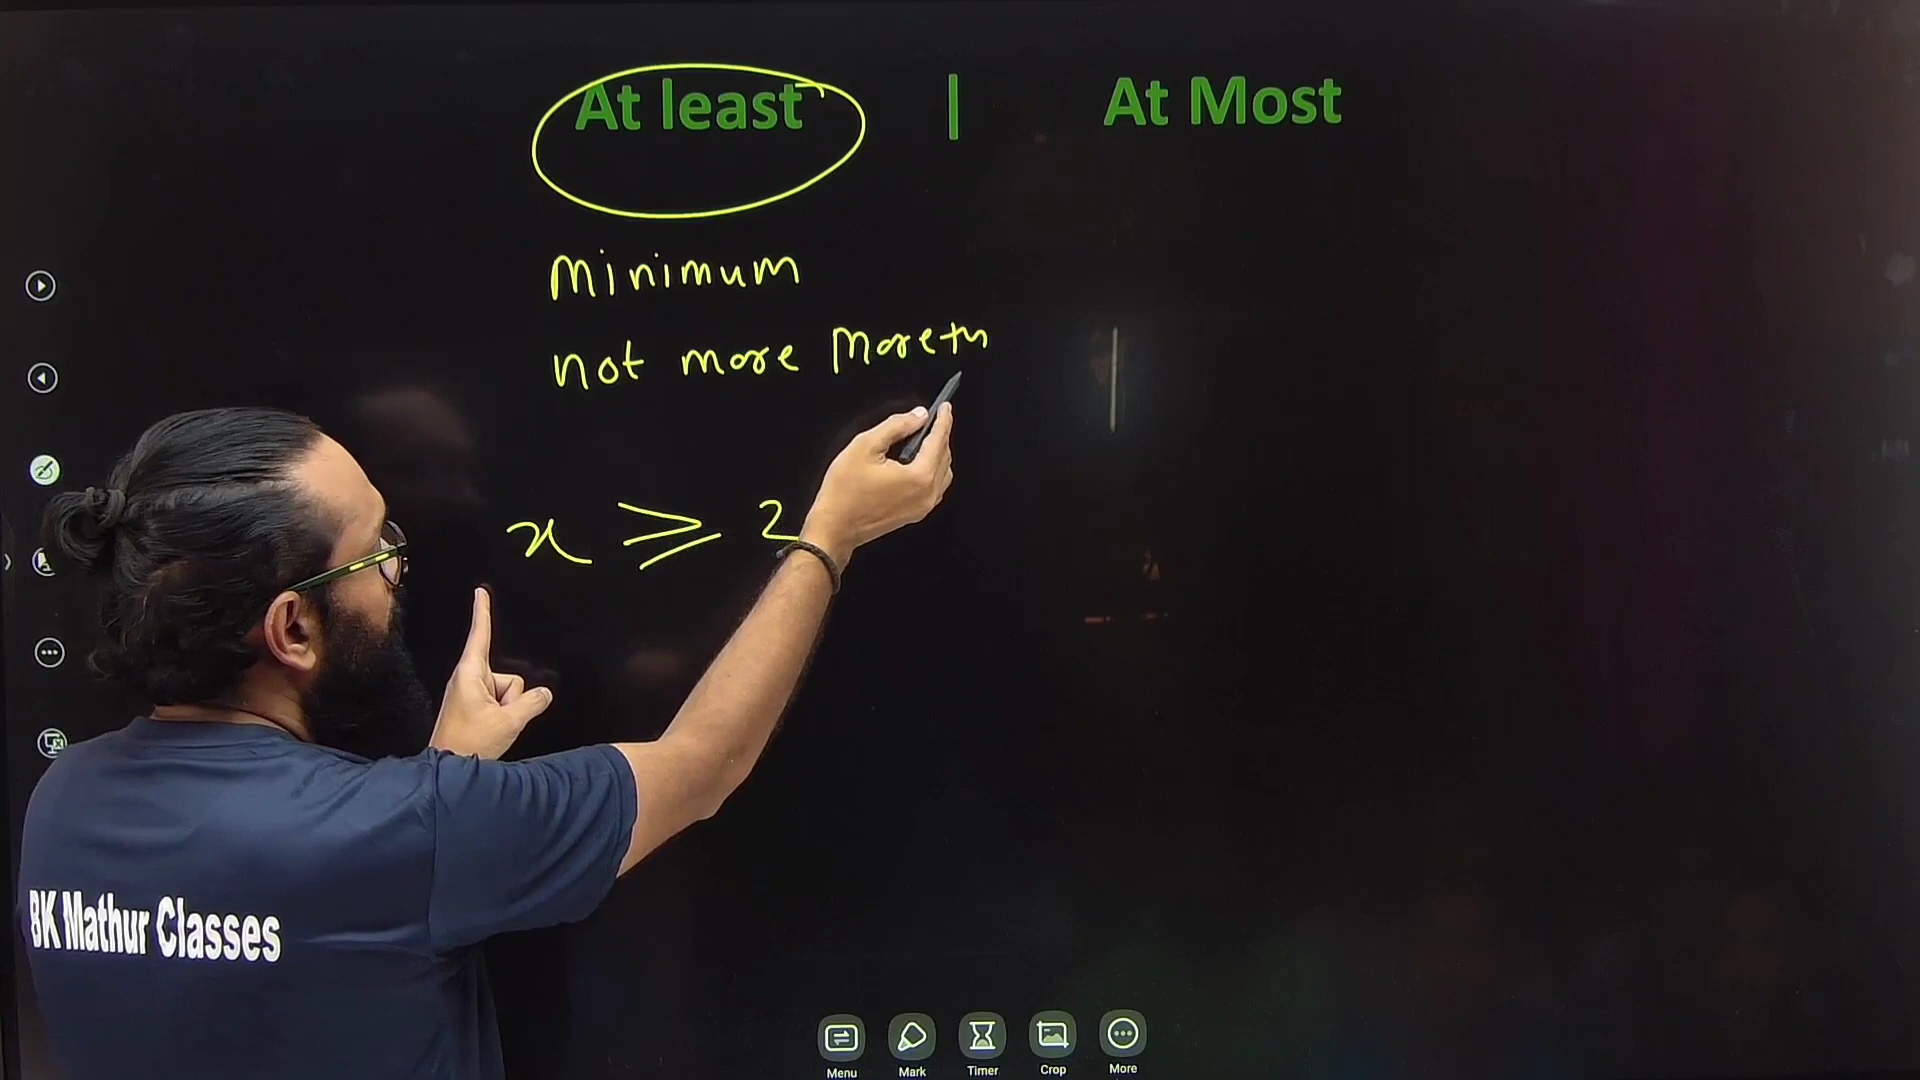 At least | At Most
Minimum
not more Moreth
x ≥ 2
BK Mathur Classes
Menu Mark Timer Crop More